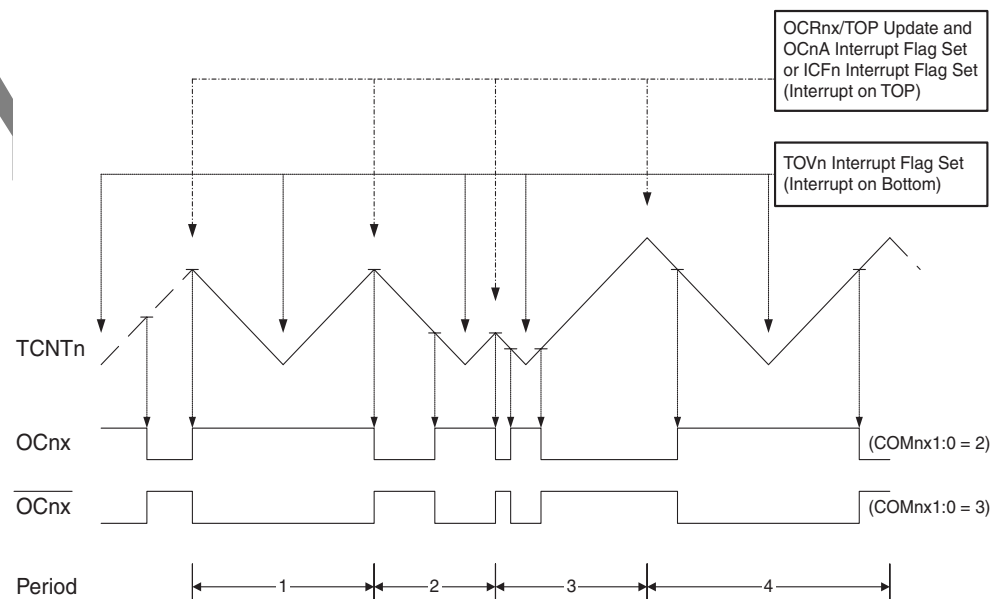 OCRnx/TOP Update and
OCnA Interrupt Flag Set
or ICFn Interrupt Flag Set
(Interrupt on TOP)
TOVn Interrupt Flag Set
(Interrupt on Bottom)
TCNTn
OCnx
(COMnx1:0 = 2)
OCnx
(COMnx1:0 = 3)
Period
1
2
3
4